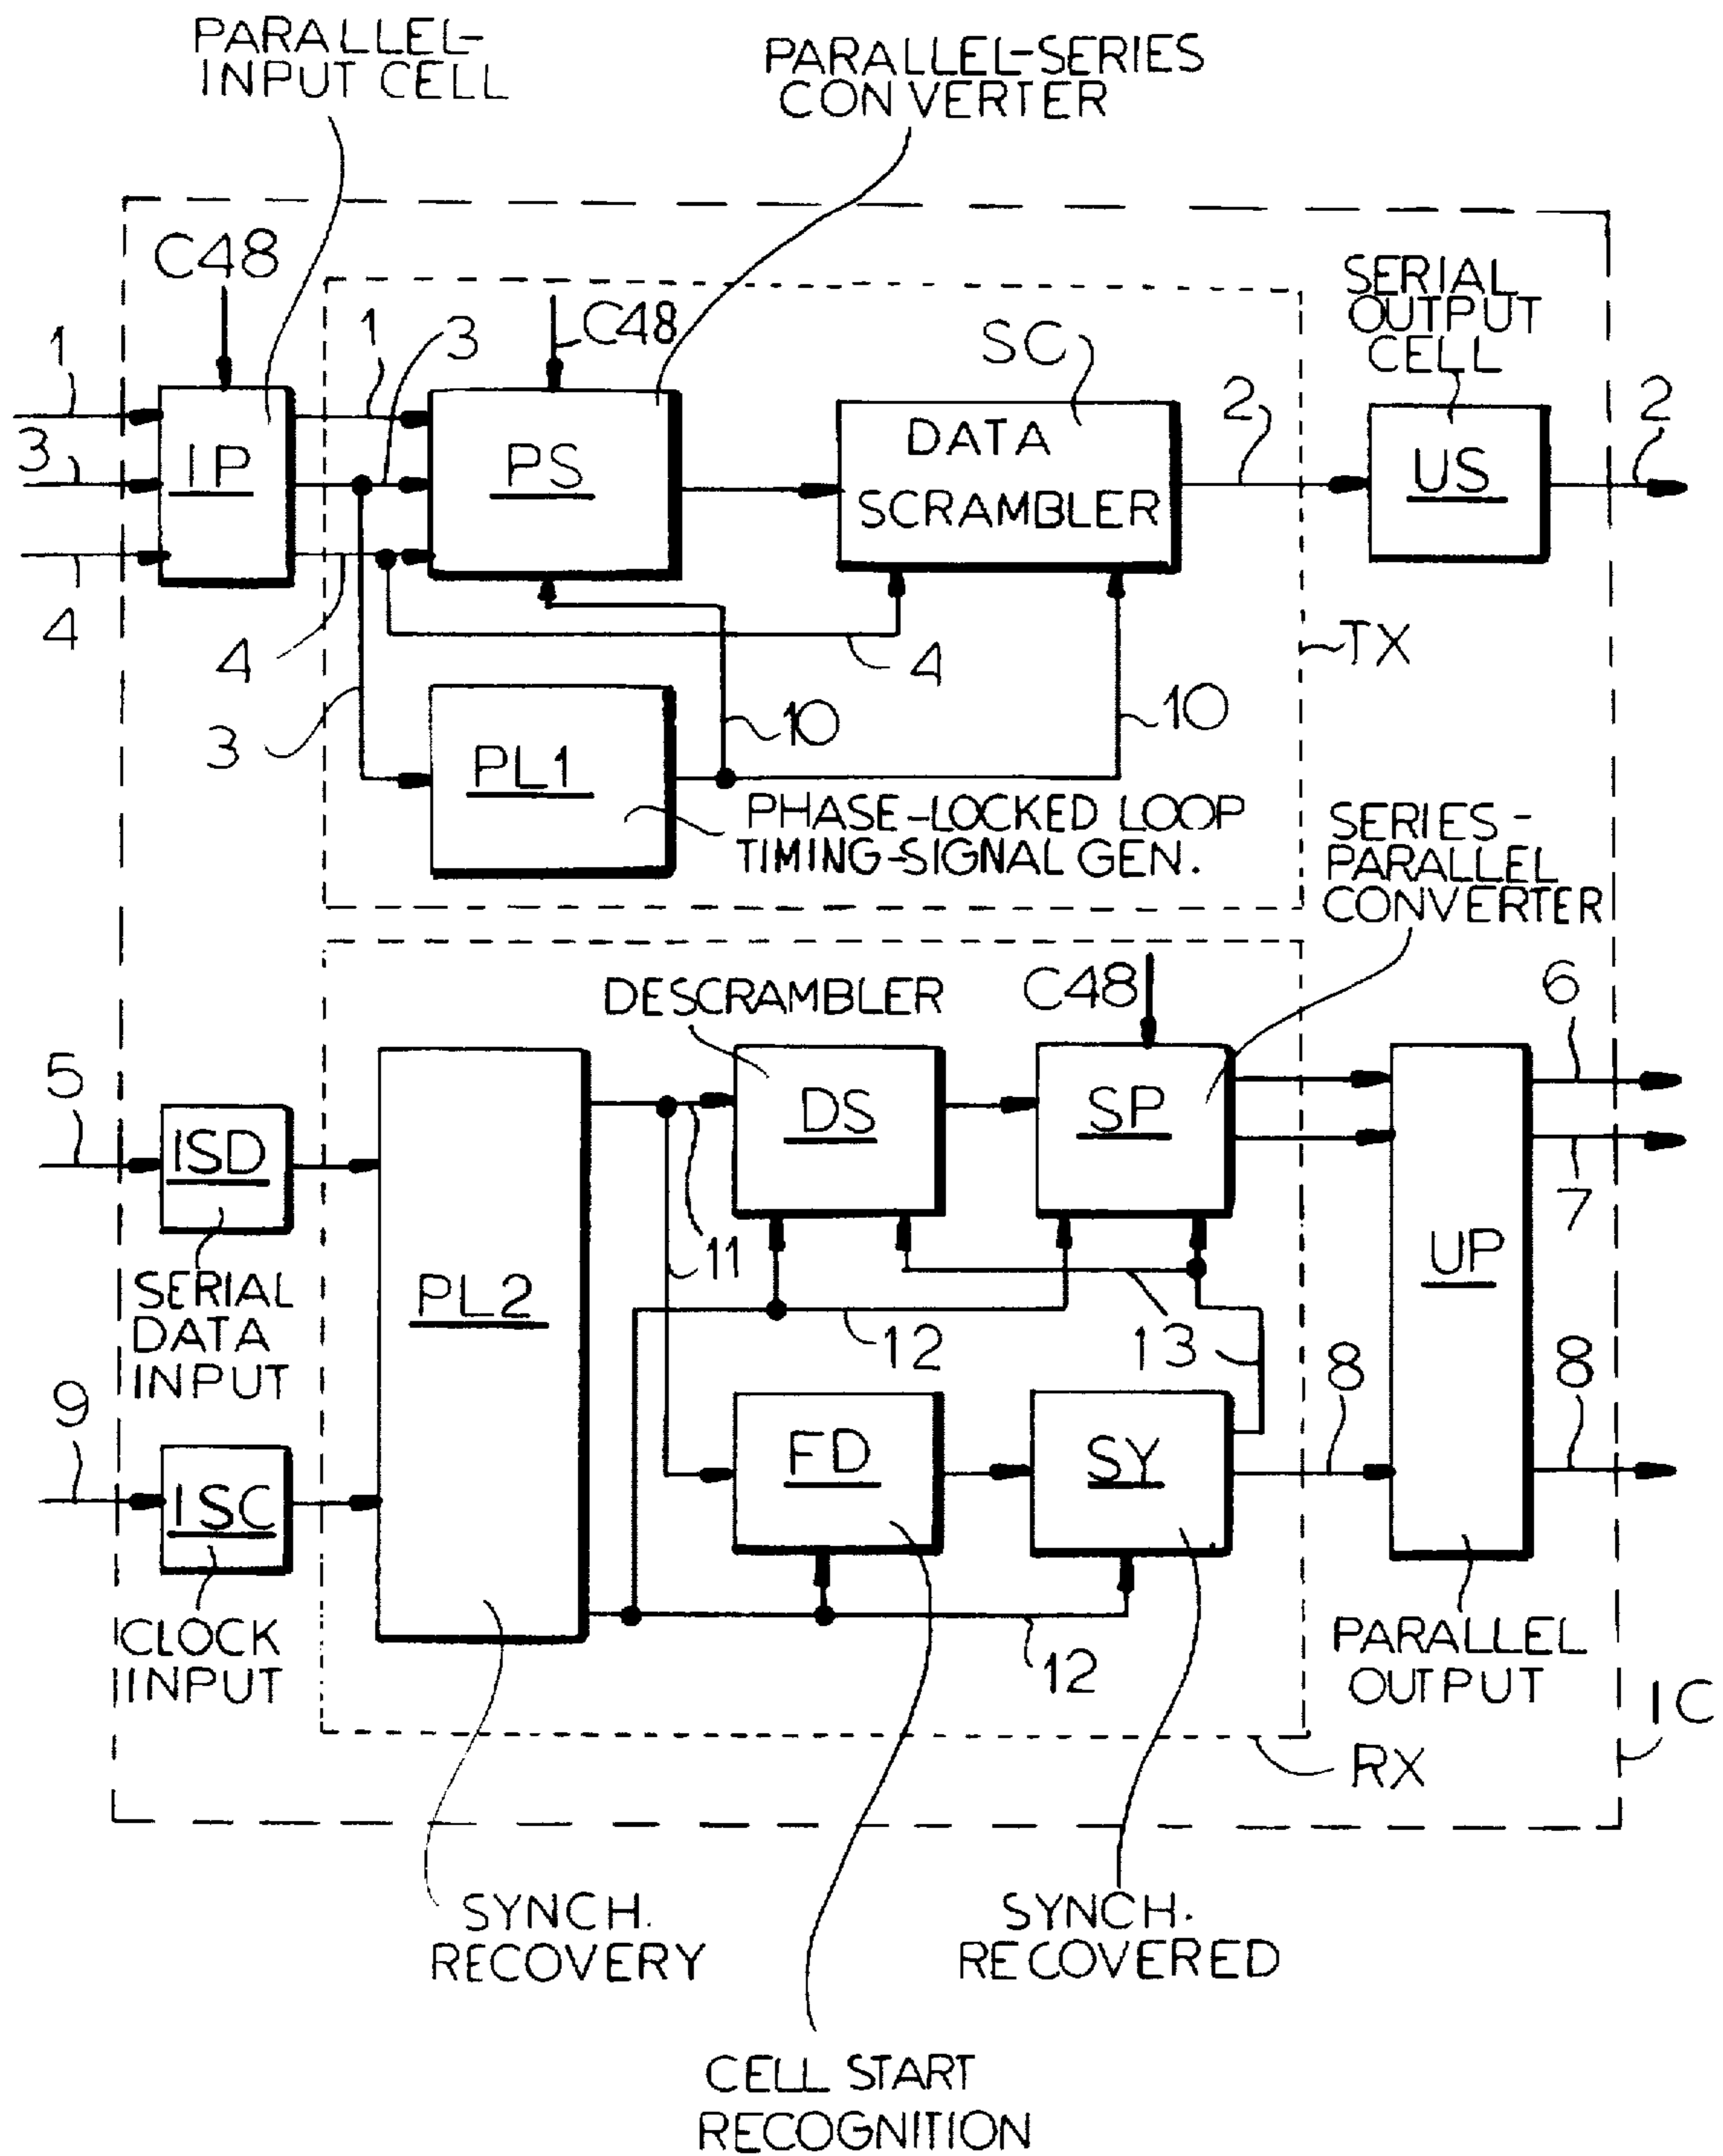 PARALLEL-
INPUT CELL
PARALLEL-SERIES
CONVERTER
C48
C48
SERIAL
OUTPUT
CELL
1
1
3
SC
2
2
3
IP
PS
DATA
SCRAMBLER
US
4
4
4
TX
3
10
10
PL1
PHASE-LOCKED LOOP
TIMING-SIGNAL GEN.
SERIES-
PARALLEL
CONVERTER
DESCRAMBLER
C48
6
5
ISD
DS
SP
7
11
UP
SERIAL
DATA
INPUT
PL2
12
13
8
8
9
ISC
FD
SY
CLOCK
INPUT
12
PARALLEL
OUTPUT
IC
RX
SYNCH.
RECOVERY
SYNCH.
RECOVERED
CELL START
RECOGNITION